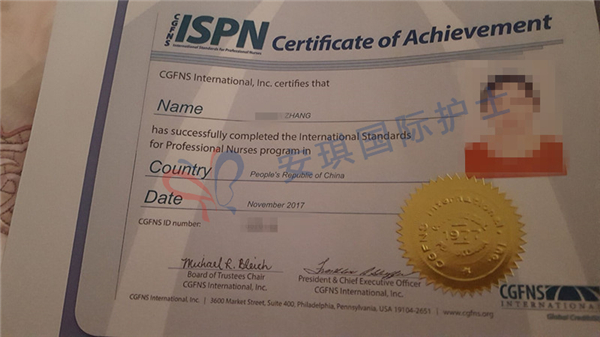 CGFNS
ISPN
International Standards for Professional Nurses
Certificate of Achievement
CGFNS International, Inc. certifies that
Name ZHANG
has successfully completed the International Standards
for Professional Nurses program in
Country People's Republic of China
Date November 2017
CGFNS ID number:
安琪国际护士
Michael R. Bleich
Board of Trustees Chair
CGFNS International, Inc.
President & Chief Executive Officer
CGFNS International, Inc.
CGFNS International, Inc. | 3600 Market Street, Suite 400, Philadelphia, Pennsylvania, USA 19104-2651 | www.cgfns.org
CGFNS
INTERNATIONAL